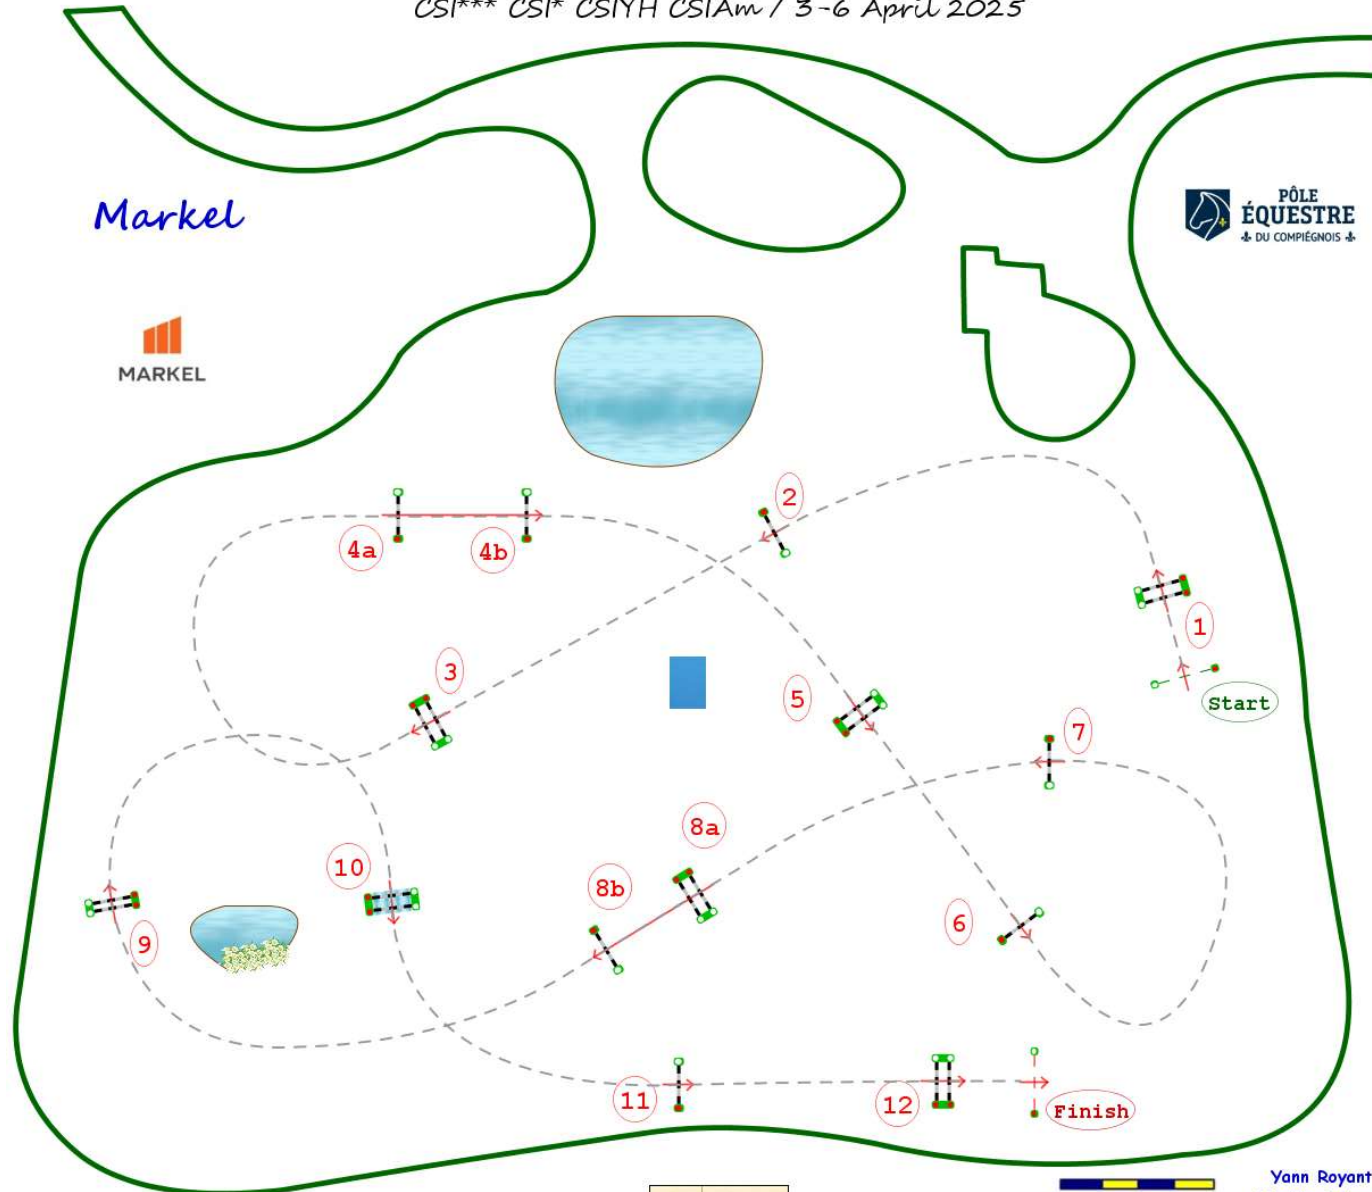 CSI*** CSI* CSIYH CSIAm / 3-6 April 2025
Markel
PÔLE
ÉQUESTRE
DU COMPIÉGNOIS
MARKEL
2
4a
4b
1
3
5
Start
7
8a
10
8b
6
9
11
12
Finish
Yann Royant